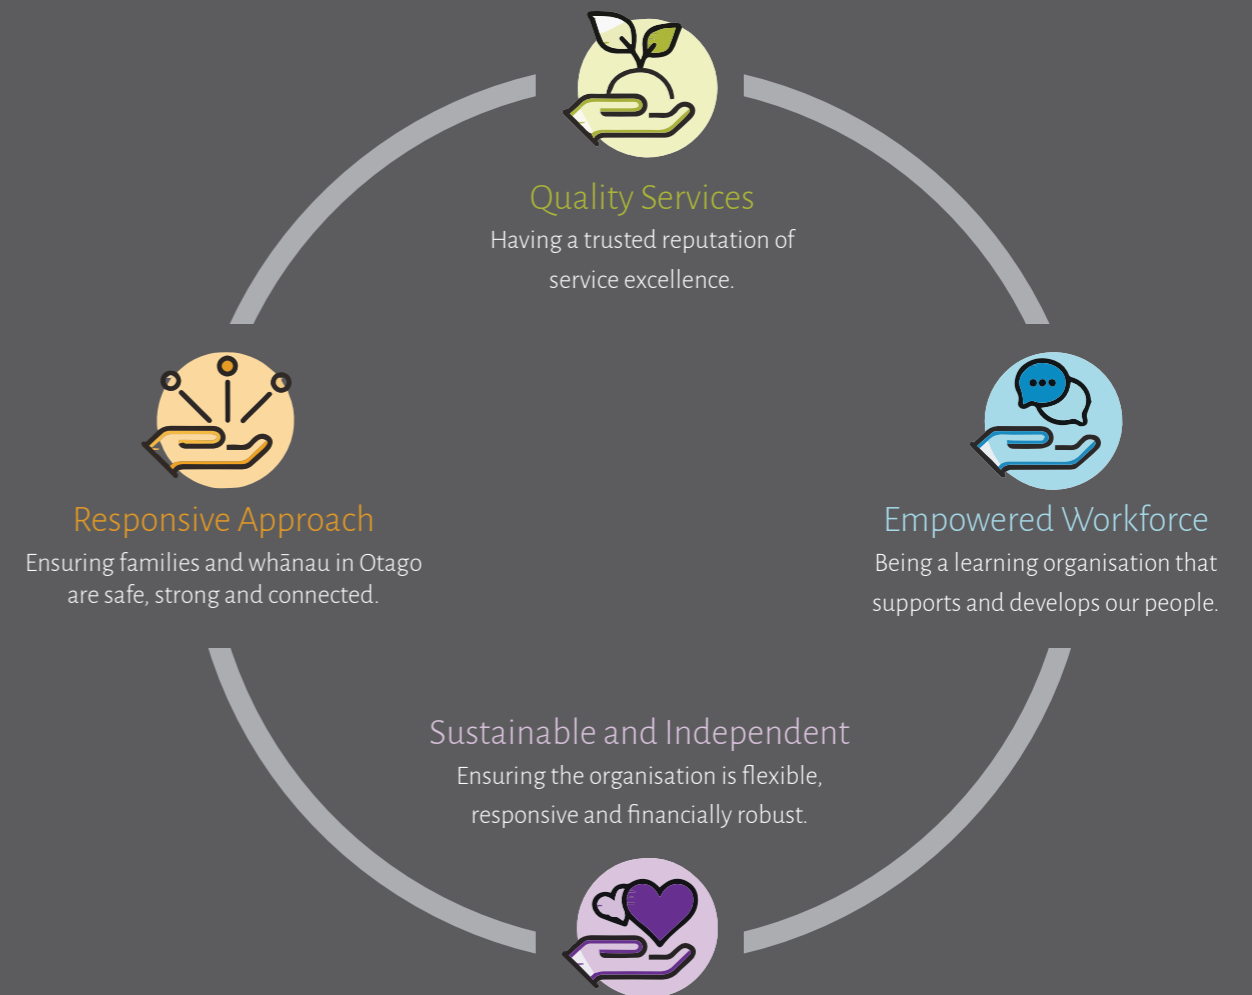 Quality Services
Having a trusted reputation of
service excellence.
Responsive Approach
Ensuring families and whānau in Otago
are safe, strong and connected.
Empowered Workforce
Being a learning organisation that
supports and develops our people.
Sustainable and Independent
Ensuring the organisation is flexible,
responsive and financially robust.